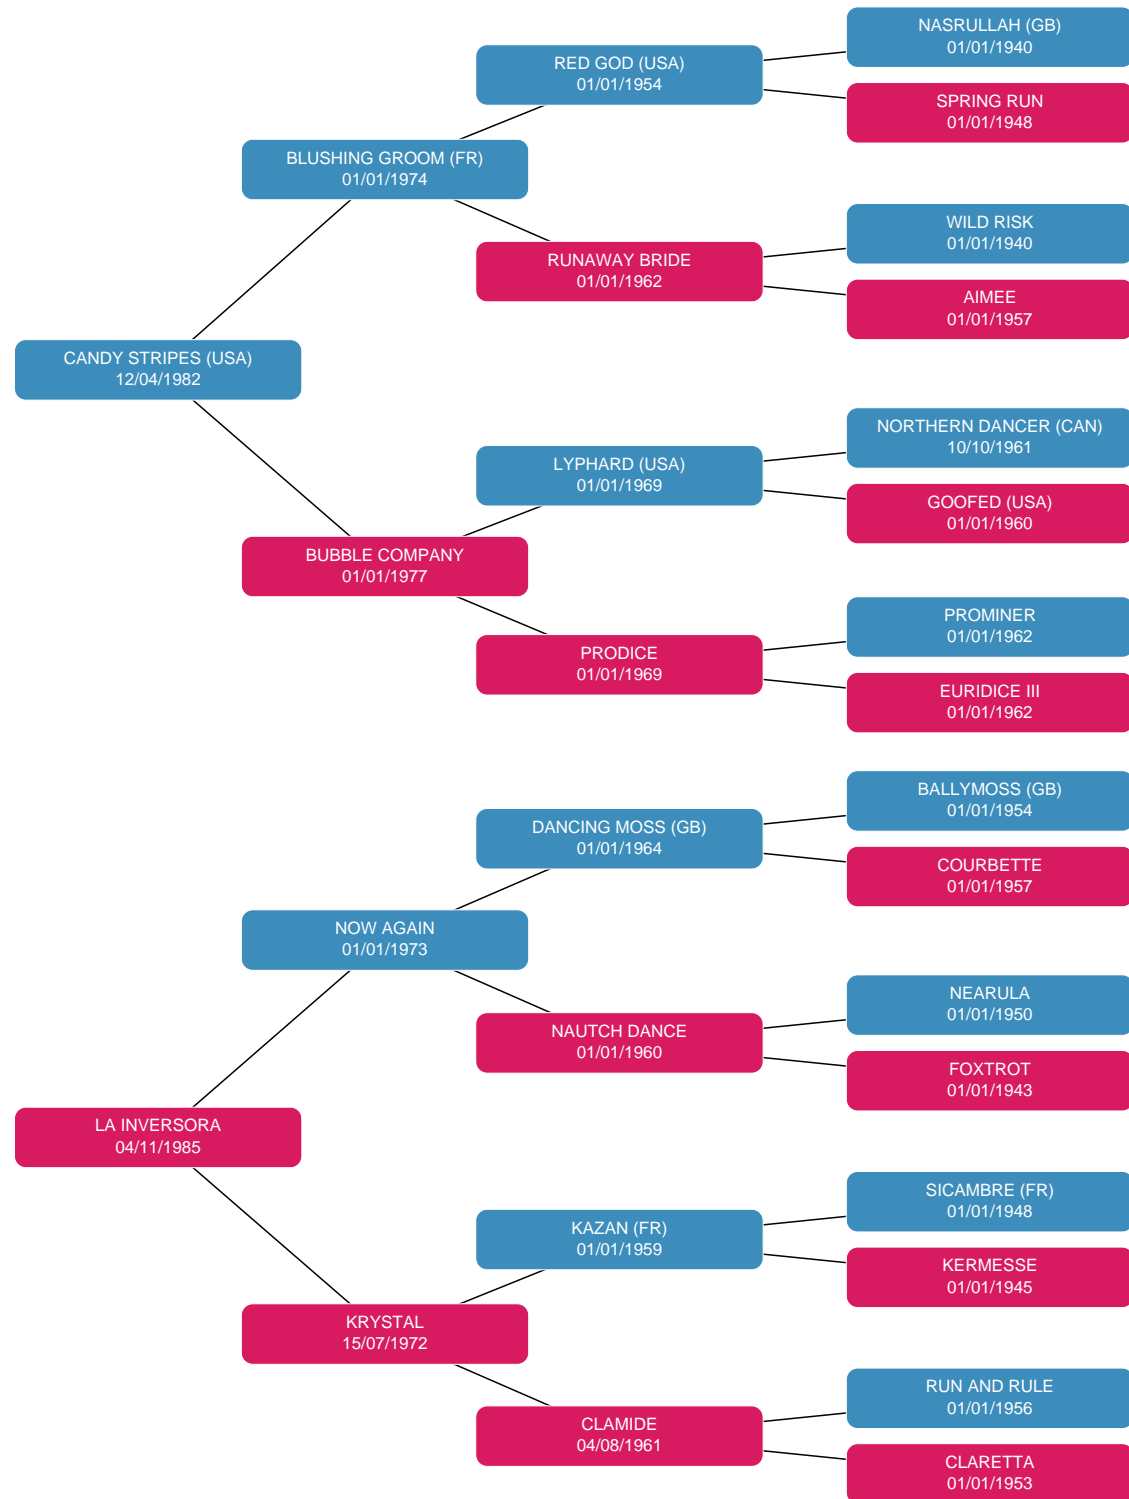 NASRULLAH (GB)
01/01/1940
RED GOD (USA)
01/01/1954
SPRING RUN
01/01/1948
BLUSHING GROOM (FR)
01/01/1974
WILD RISK
01/01/1940
RUNAWAY BRIDE
01/01/1962
AIMEE
01/01/1957
CANDY STRIPES (USA)
12/04/1982
NORTHERN DANCER (CAN)
10/10/1961
LYPHARD (USA)
01/01/1969
GOOFED (USA)
01/01/1960
BUBBLE COMPANY
01/01/1977
PROMINER
01/01/1962
PRODICE
01/01/1969
EURIDICE III
01/01/1962
BALLYMOSS (GB)
01/01/1954
DANCING MOSS (GB)
01/01/1964
COURBETTE
01/01/1957
NOW AGAIN
01/01/1973
NEARULA
01/01/1950
NAUTCH DANCE
01/01/1960
FOXTROT
01/01/1943
LA INVERSORA
04/11/1985
SICAMBRE (FR)
01/01/1948
KAZAN (FR)
01/01/1959
KERMESSE
01/01/1945
KRYSTAL
15/07/1972
RUN AND RULE
01/01/1956
CLAMIDE
04/08/1961
CLARETTA
01/01/1953